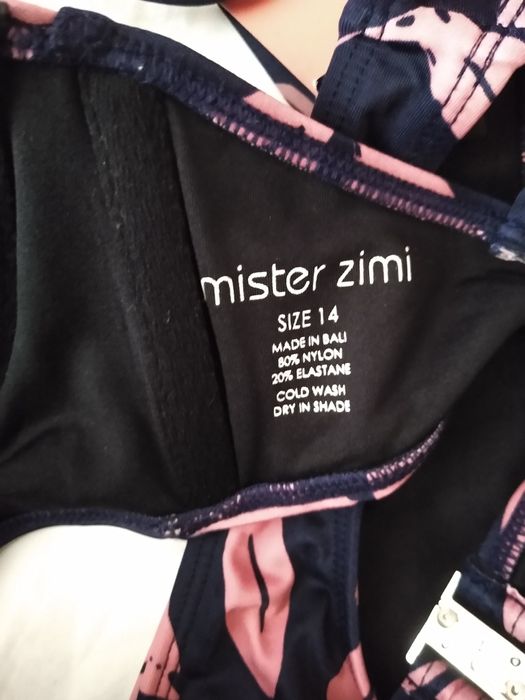 mister zimi
SIZE 14
MADE IN BALI
80% NYLON
20% ELASTANE
COLD WASH
DRY IN SHADE